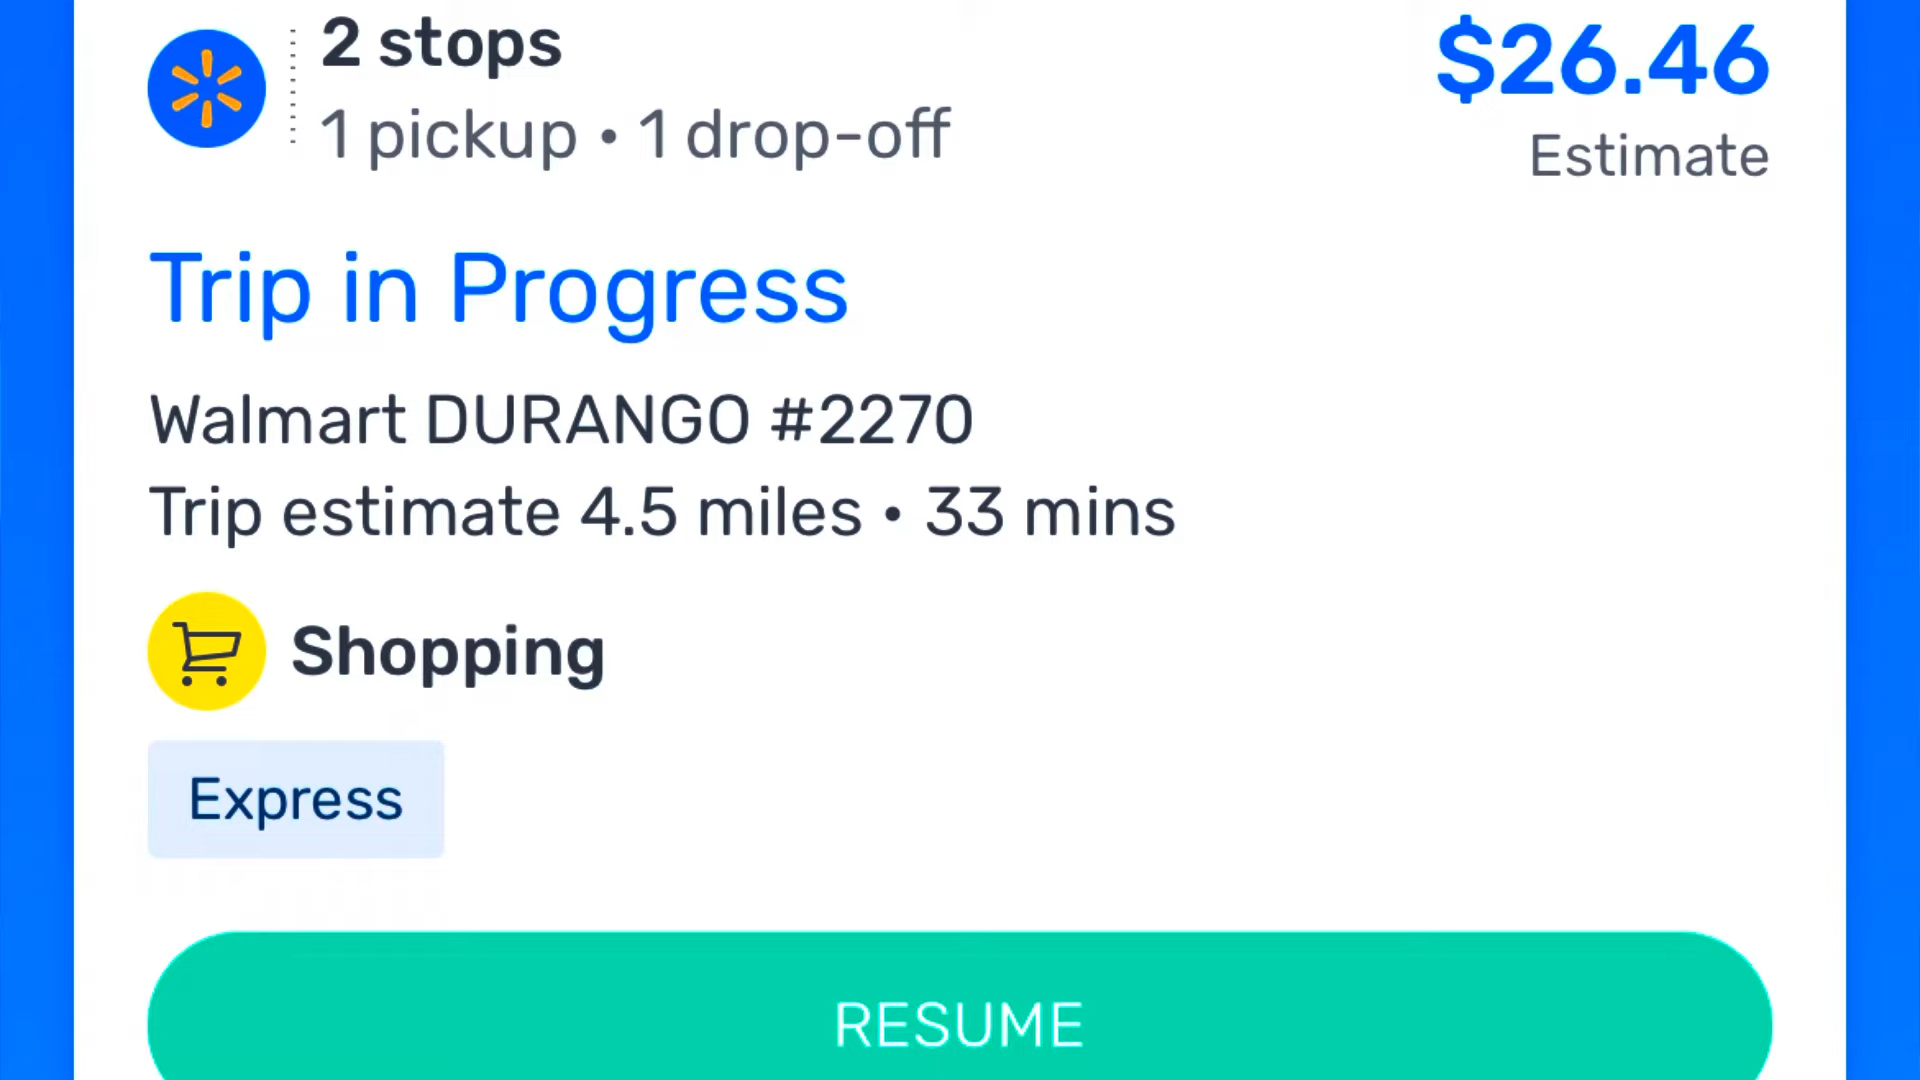 2 stops
$26.46
1 pickup • 1 drop-off
Estimate
Trip in Progress
Walmart DURANGO #2270
Trip estimate 4.5 miles • 33 mins
Shopping
Express
RESUME